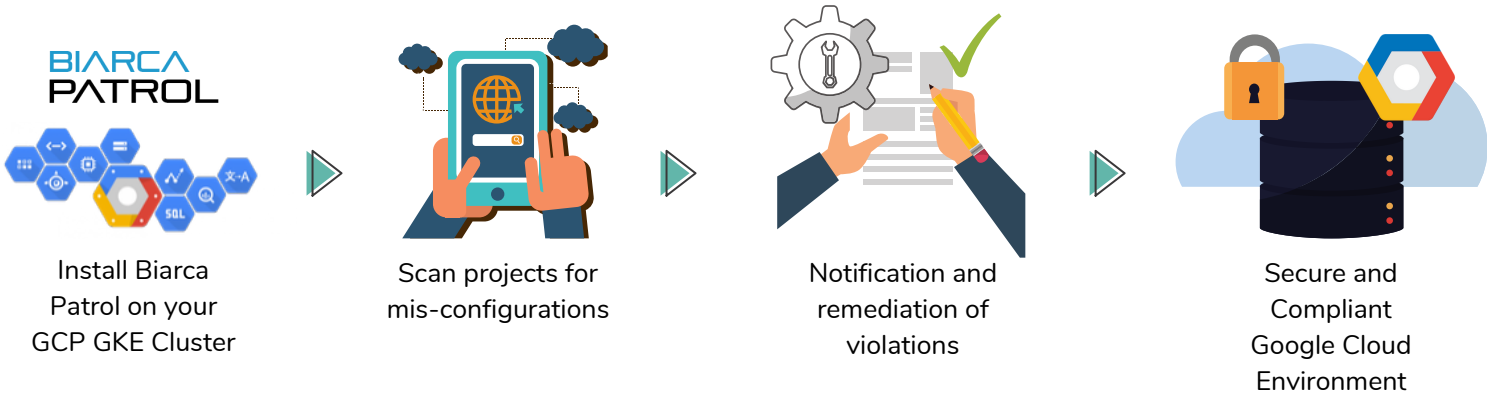 BIARCA
PATROL
SQL
文→A
Install Biarca
Patrol on your
GCP GKE Cluster
Scan projects for
mis-configurations
Notification and
remediation of
violations
Secure and
Compliant
Google Cloud
Environment